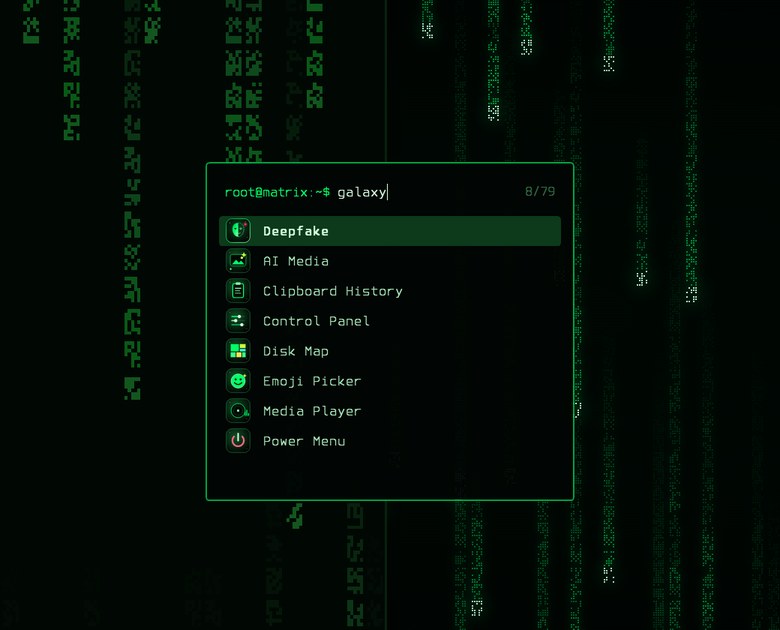 root@matrix:~$ galaxy 8/79
Deepfake
AI Media
Clipboard History
Control Panel
Disk Map
Emoji Picker
Media Player
Power Menu